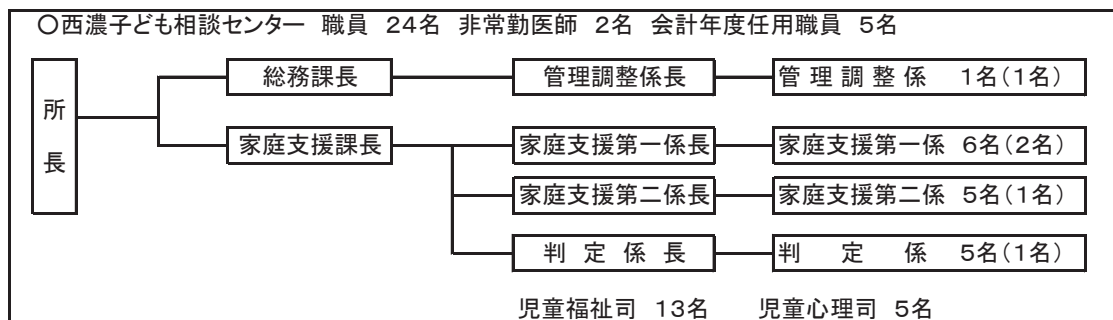 ○西濃子ども相談センター 職員 24名 非常勤医師 2名 会計年度任用職員 5名
所長
総務課長 管理調整係長 管理調整係 1名(1名)
家庭支援課長 家庭支援第一係長 家庭支援第一係 6名(2名)
家庭支援第二係長 家庭支援第二係 5名(1名)
判定係長 判定係 5名(1名)
児童福祉司 13名 児童心理司 5名